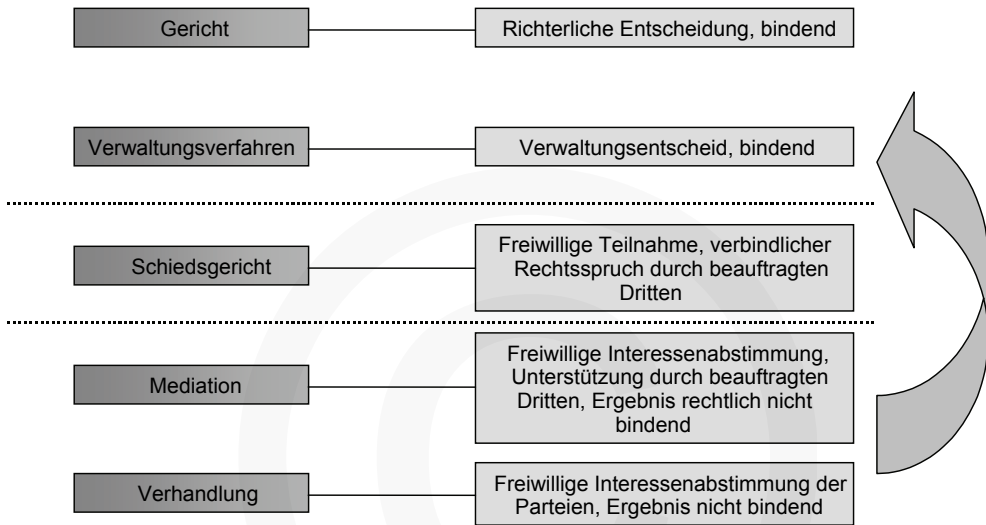 Gericht
Richterliche Entscheidung, bindend
Verwaltungsverfahren
Verwaltungsentscheid, bindend
Schiedsgericht
Freiwillige Teilnahme, verbindlicher
Rechtsspruch durch beauftragten
Dritten
Mediation
Freiwillige Interessenabstimmung,
Unterstützung durch beauftragten
Dritten, Ergebnis rechtlich nicht
bindend
Verhandlung
Freiwillige Interessenabstimmung der
Parteien, Ergebnis nicht bindend